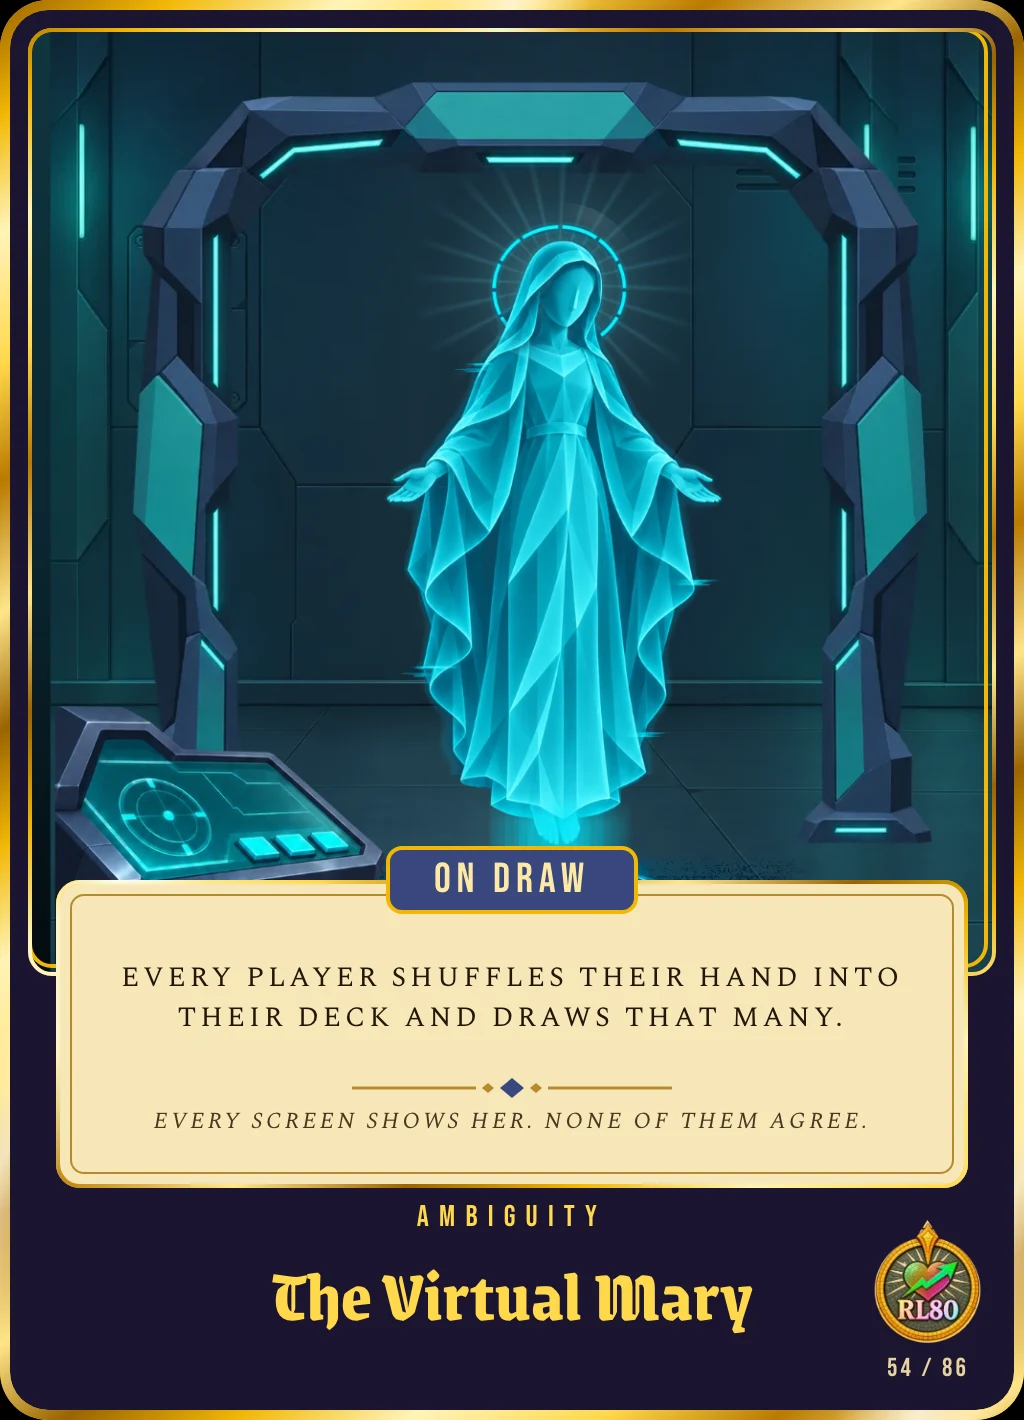 ON DRAW
EVERY PLAYER SHUFFLES THEIR HAND INTO
THEIR DECK AND DRAWS THAT MANY.
EVERY SCREEN SHOWS HER. NONE OF THEM AGREE.
AMBIGUITY
The Virtual Mary
RL80
54 / 86